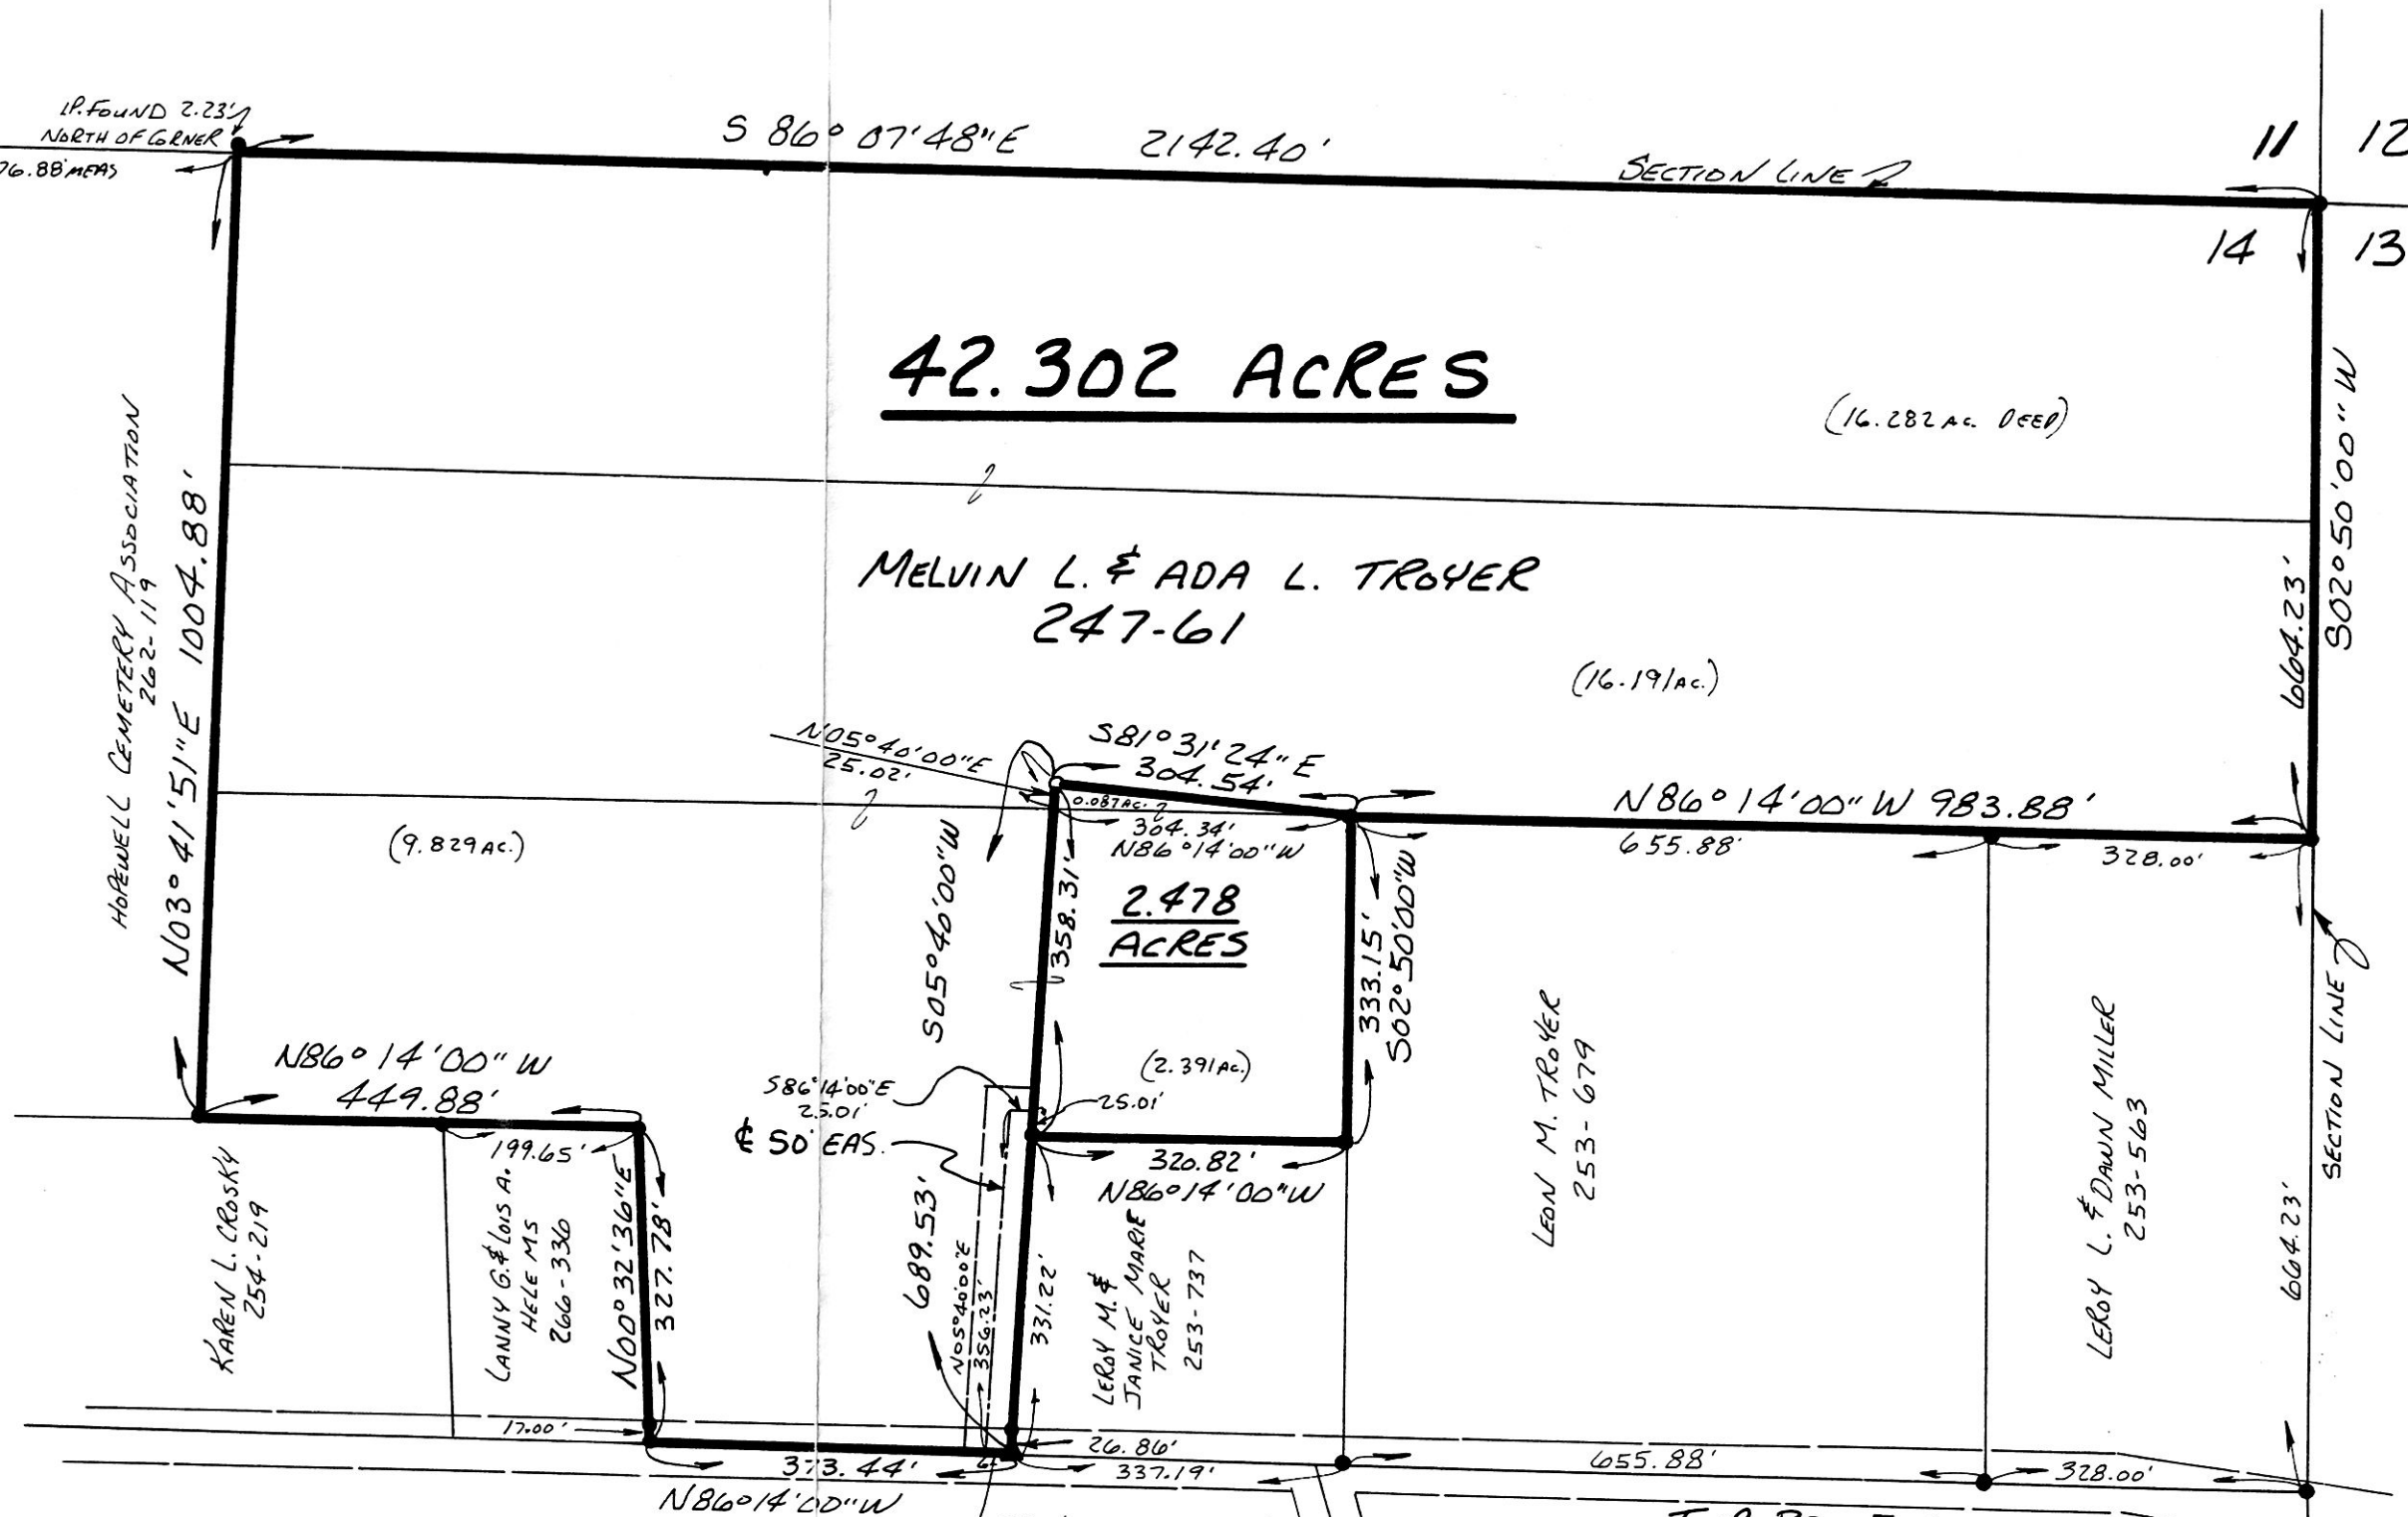 I.P. FOUND 2.23'
NORTH OF CORNER
76.88' MEAS
S 86° 07' 48" E 2142.40'
SECTION LINE
11 12
14 13
42.302 ACRES
(16.282 AC. DEED)
S02°50'00"W
664.23'
HOPEWELL CEMETERY ASSOCIATION
262-119
N03°41'51"E 1004.88'
MELVIN L. & ADA L. TROYER
247-61
(16.191 AC.)
N05°40'00"E
25.02'
S81°31'24"E
304.54'
0.087 AC.
304.34'
N86°14'00"W
N86°14'00"W 983.88'
655.88'
328.00'
(9.829 AC.)
S05°40'00"W
358.31'
2.478
ACRES
333.15'
S02°50'00"W
(2.391 AC.)
N86°14'00"W
449.88'
199.65'
S86°14'00"E
25.01'
25.01'
℄ 50' EAS.
320.82'
N86°14'00"W
LEON M. TROYER
253-679
LEROY L. & DAWN MILLER
253-563
SECTION LINE
664.23'
KAREN L. CROSKY
254-219
LANNY G. & LOIS A.
HELEMS
266-336
N00°32'36"E
327.78'
689.53'
N05°40'00"E
356.23'
331.22'
LEROY M. &
JANICE MARIE
TROYER
253-737
17.00'
26.86'
373.44'
337.19'
655.88'
328.00'
N86°14'00"W